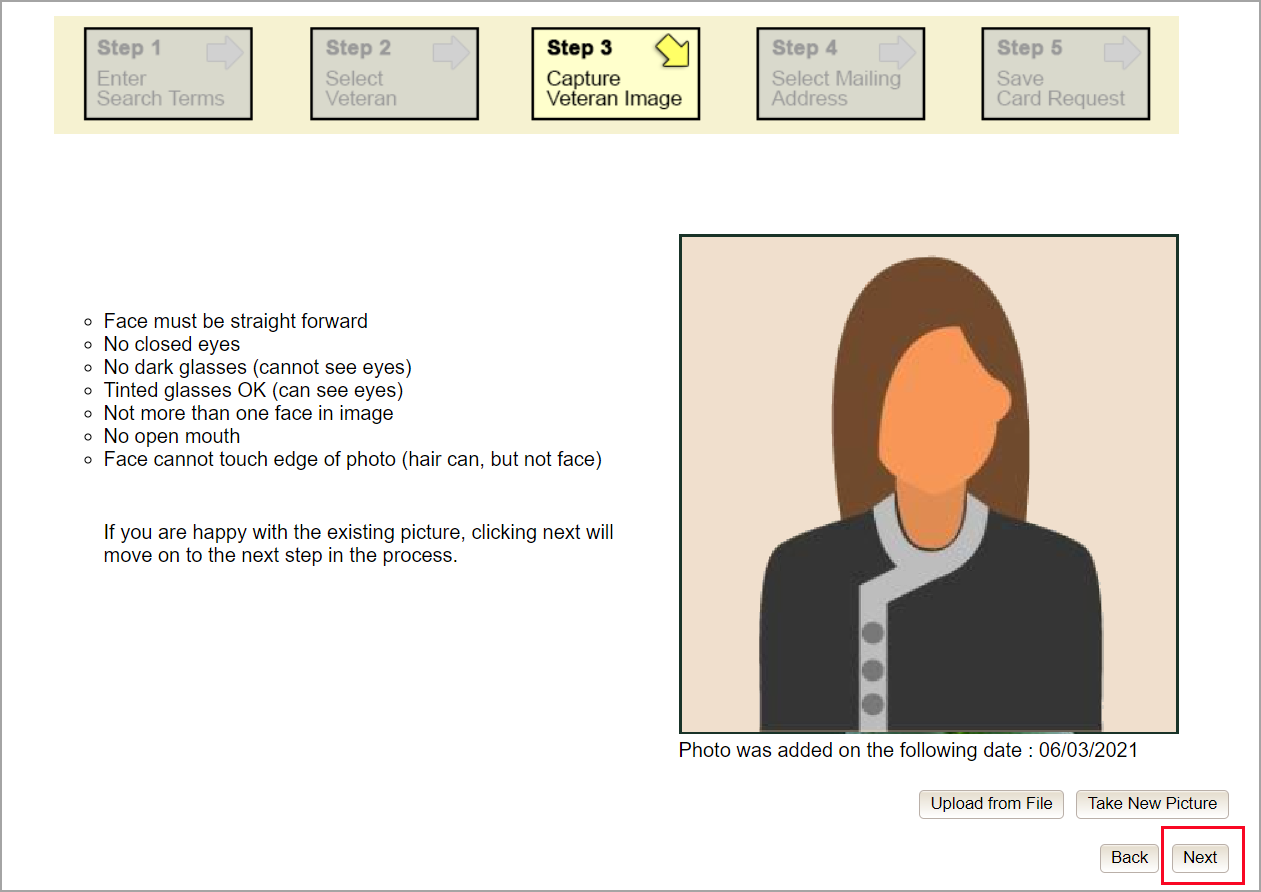 Step 1
Enter
Search Terms
Step 2
Select
Veteran
Step 3
Capture
Veteran Image
Step 4
Select Mailing
Address
Step 5
Save
Card Request
Face must be straight forward
No closed eyes
No dark glasses (cannot see eyes)
Tinted glasses OK (can see eyes)
Not more than one face in image
No open mouth
Face cannot touch edge of photo (hair can, but not face)
If you are happy with the existing picture, clicking next will
move on to the next step in the process.
Photo was added on the following date : 06/03/2021
Upload from File
Take New Picture
Back
Next